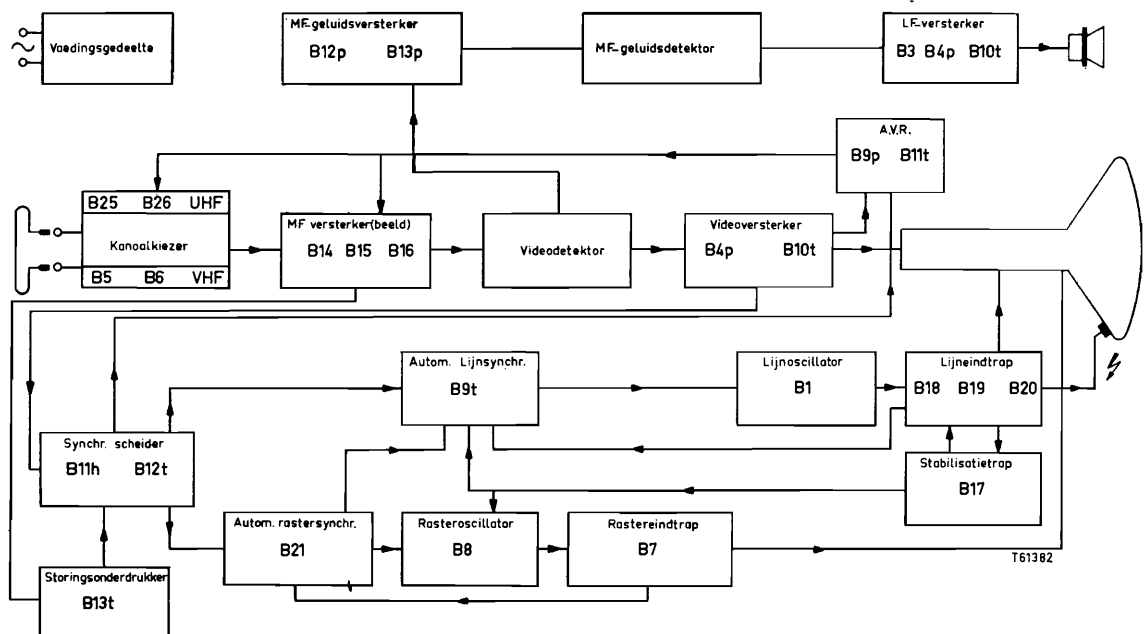 Voedingsgedeelte
MF-geluidsversterker
B12p B13p
MF-geluidsdetektor
LF-versterker
B3 B4p B10t
A.V.R.
B9p B11t
B25 B26 UHF
Kanaalkiezer
B5 B6 VHF
MF versterker(beeld)
B14 B15 B16
Videodetektor
Videoversterker
B4p B10t
Autom. Lijnsynchr.
B9t
Lijnoscillator
B1
Lijneindtrap
B18 B19 B20
Synchr. scheider
B11h B12t
Stabilisatietrap
B17
Autom. rastersynchr.
B21
Rasteroscillator
B8
Rastereindtrap
B7
T61382
Storingsonderdrukker
B13t